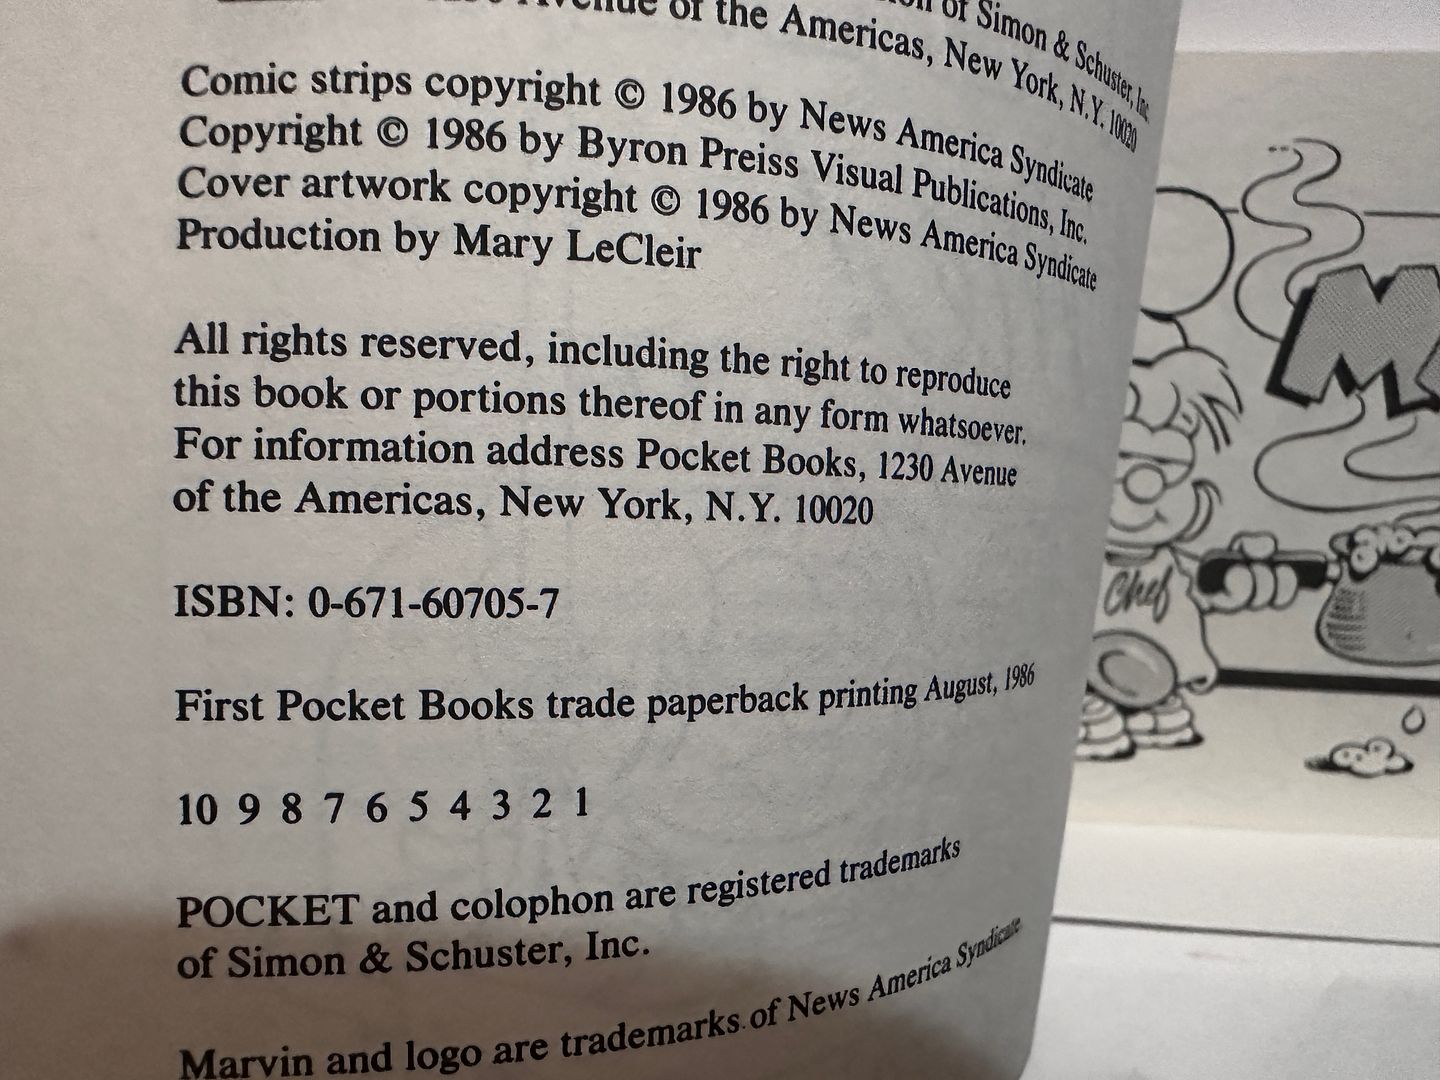 of Simon & Schuster, Inc.
Avenue of the Americas, New York, N.Y. 10020
Comic strips copyright © 1986 by News America Syndicate
Copyright © 1986 by Byron Preiss Visual Publications, Inc.
Cover artwork copyright © 1986 by News America Syndicate
Production by Mary LeCleir
All rights reserved, including the right to reproduce
this book or portions thereof in any form whatsoever.
For information address Pocket Books, 1230 Avenue
of the Americas, New York, N.Y. 10020
ISBN: 0-671-60705-7
First Pocket Books trade paperback printing August, 1986
10 9 8 7 6 5 4 3 2 1
POCKET and colophon are registered trademarks
of Simon & Schuster, Inc.
Marvin and logo are trademarks of News America Syndicate
Chef